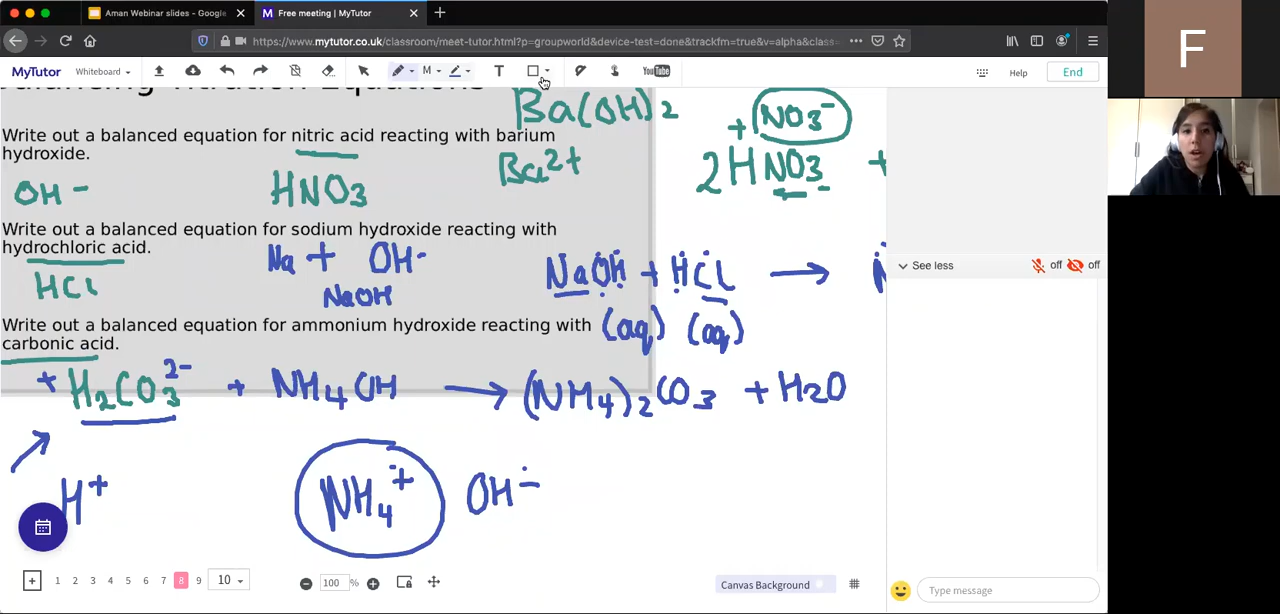 Aman Webinar slides - Google
Free meeting | MyTutor
https://www.mytutor.co.uk/classroom/meet-tutor.html?p=groupworld&device-test=done&trackfm=true&v=alpha&class=
MyTutor
Whiteboard
M
T
YouTube
Help
End
F
Balancing Titration Equations
Ba(OH)2
+ NO3-
Write out a balanced equation for nitric acid reacting with barium
hydroxide.
Ba2+
2HNO3 +
OH-
HNO3
Write out a balanced equation for sodium hydroxide reacting with
hydrochloric acid.
Na + OH-
NaOH + HCl → N
HCl
NaOH
(aq) (aq)
Write out a balanced equation for ammonium hydroxide reacting with
carbonic acid.
+ H2CO3 2- + NH4OH → (NH4)2CO3 + H2O
H+
NH4+
OH-
See less
off
off
1 2 3 4 5 6 7 8 9 10
100 %
Canvas Background
Type message